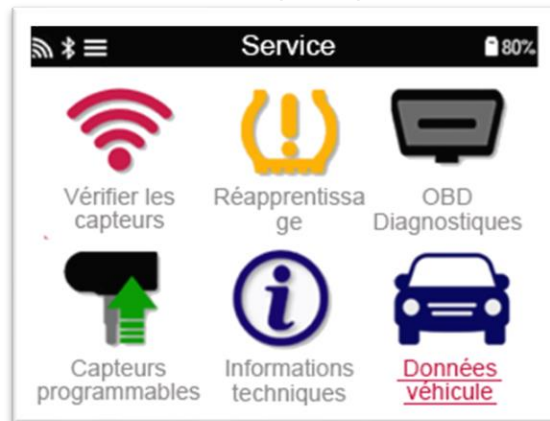 Service
80%
Vérifier les
capteurs
Réapprentissa
ge
OBD
Diagnostiques
Capteurs
programmables
Informations
techniques
Données
véhicule